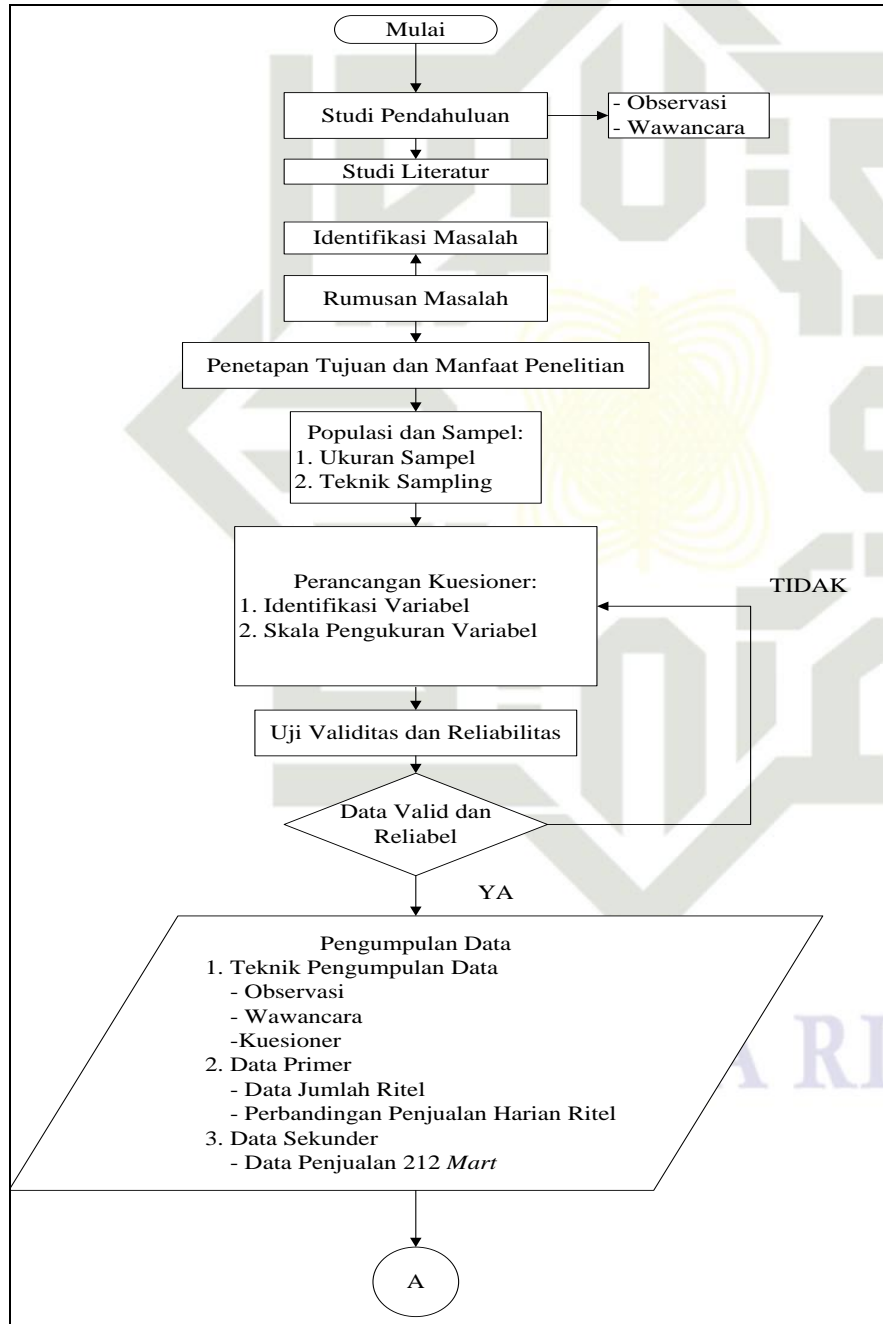 Mulai
Studi Pendahuluan
- Observasi
- Wawancara
Studi Literatur
Identifikasi Masalah
Rumusan Masalah
Penetapan Tujuan dan Manfaat Penelitian
Populasi dan Sampel:
1. Ukuran Sampel
2. Teknik Sampling
Perancangan Kuesioner:
1. Identifikasi Variabel
2. Skala Pengukuran Variabel
TIDAK
Uji Validitas dan Reliabilitas
Data Valid dan
Reliabel
YA
Pengumpulan Data
1. Teknik Pengumpulan Data
- Observasi
- Wawancara
-Kuesioner
2. Data Primer
- Data Jumlah Ritel
- Perbandingan Penjualan Harian Ritel
3. Data Sekunder
- Data Penjualan 212 Mart
A